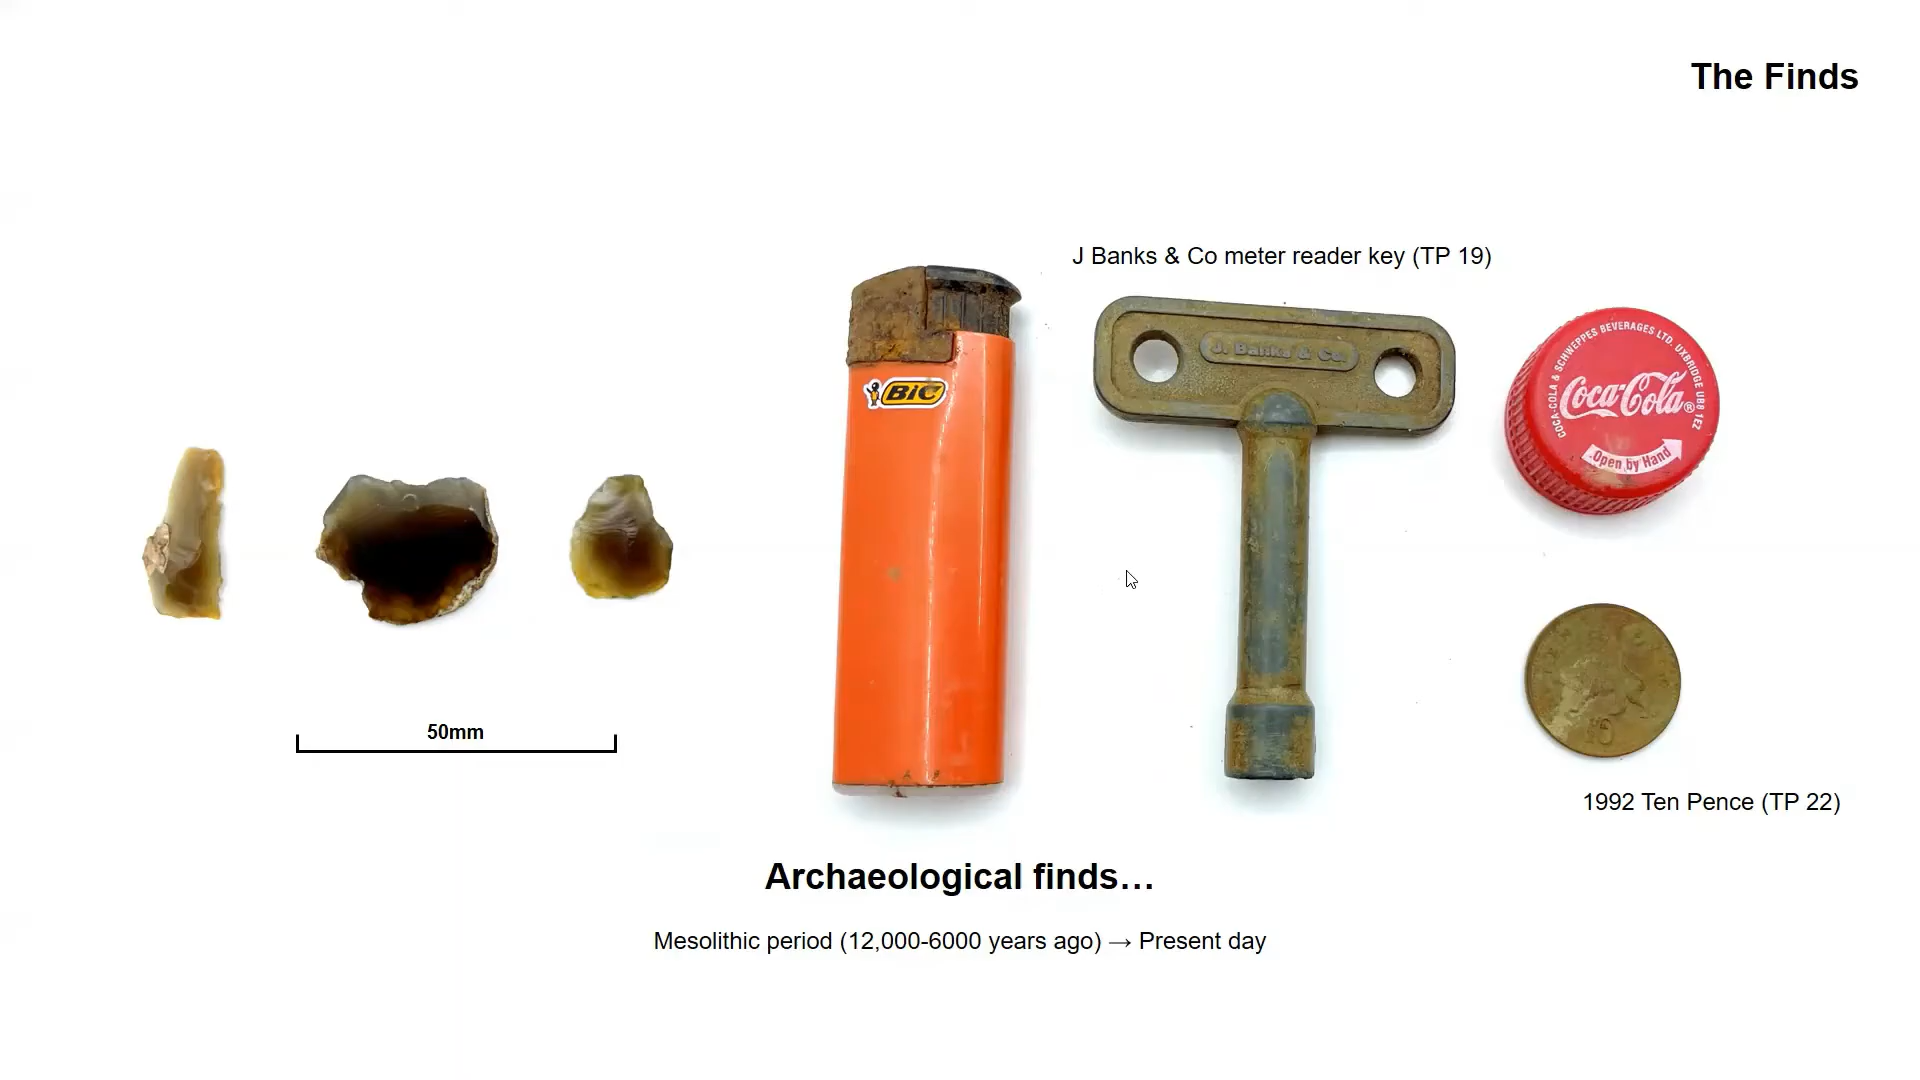 The Finds
J Banks & Co meter reader key (TP 19)
BIC
J. Banks & Co.
COCA-COLA & SCHWEPPES BEVERAGES LTD. UXBRIDGE UB8 1EZ
Coca-Cola®
Open by Hand
10
50mm
1992 Ten Pence (TP 22)
Archaeological finds…
Mesolithic period (12,000-6000 years ago) → Present day